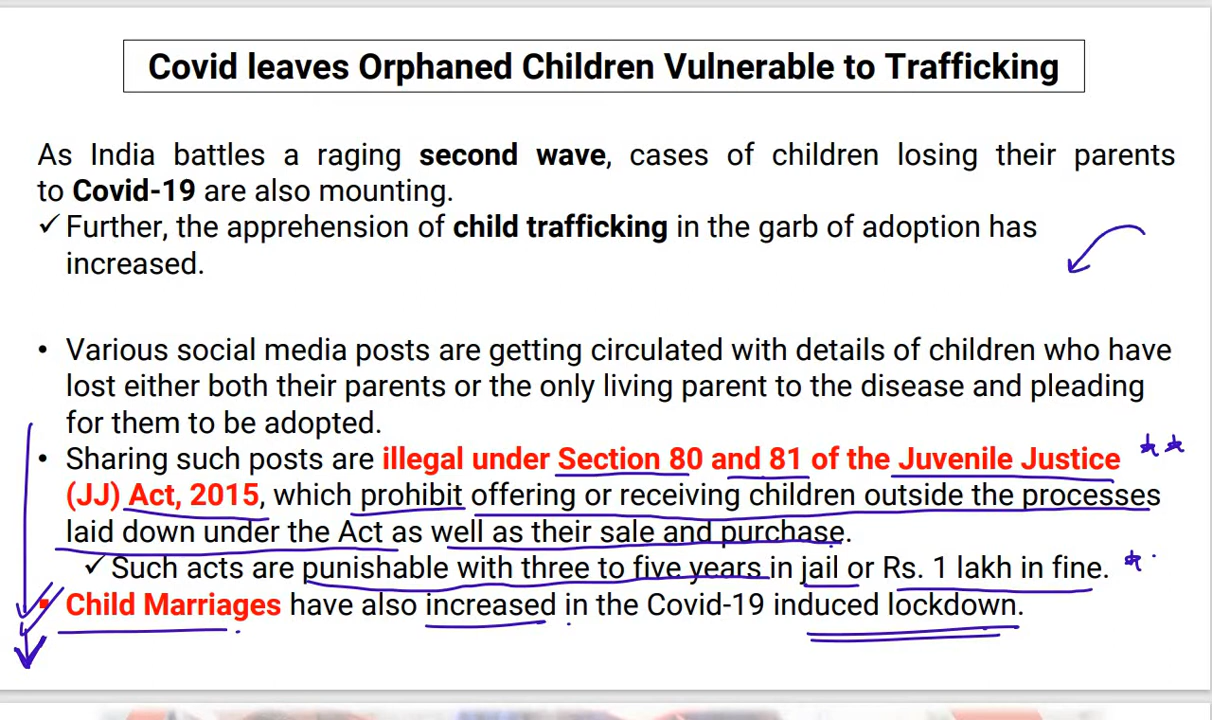 Covid leaves Orphaned Children Vulnerable to Trafficking
As India battles a raging second wave, cases of children losing their parents
to Covid-19 are also mounting.
✓ Further, the apprehension of child trafficking in the garb of adoption has
increased.
• Various social media posts are getting circulated with details of children who have
lost either both their parents or the only living parent to the disease and pleading
for them to be adopted.
• Sharing such posts are illegal under Section 80 and 81 of the Juvenile Justice
(JJ) Act, 2015, which prohibit offering or receiving children outside the processes
laid down under the Act as well as their sale and purchase.
✓ Such acts are punishable with three to five years in jail or Rs. 1 lakh in fine.
▪ Child Marriages have also increased in the Covid-19 induced lockdown.